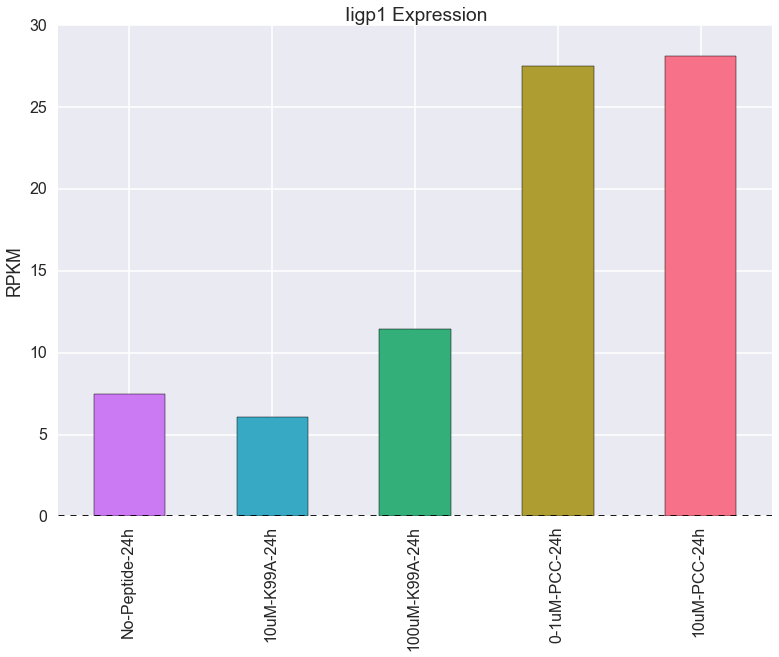 Iigp1 Expression
RPKM
30
25
20
15
10
5
0
No-Peptide-24h
10uM-K99A-24h
100uM-K99A-24h
0-1uM-PCC-24h
10uM-PCC-24h